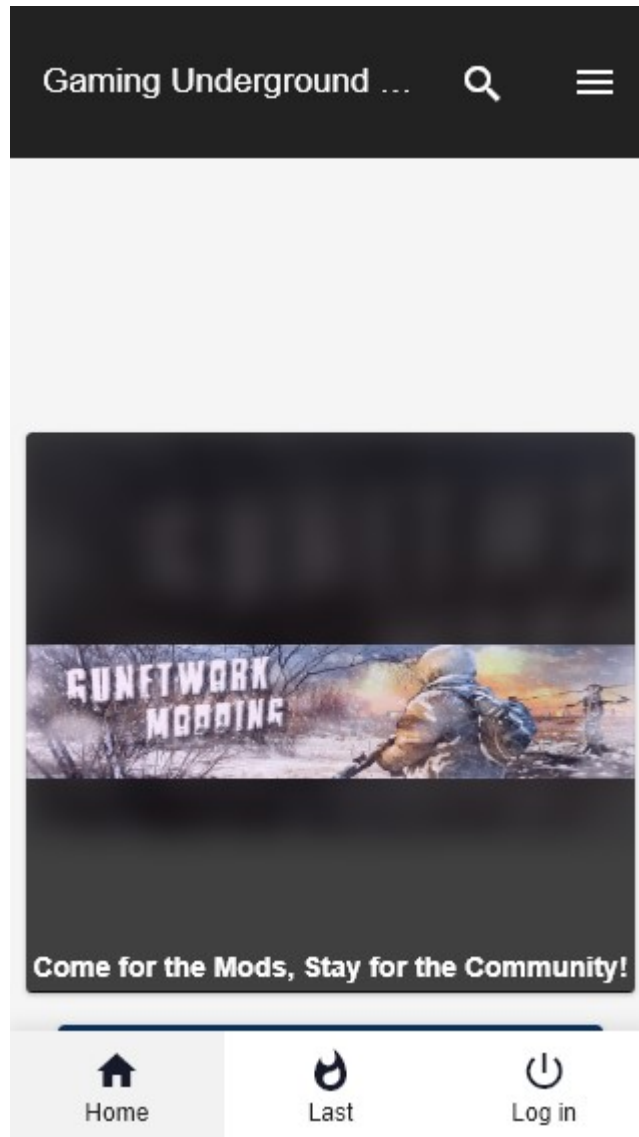 Gaming Underground ...
GUNETWORK
MODDING
Come for the Mods, Stay for the Community!
Home
Last
Log in